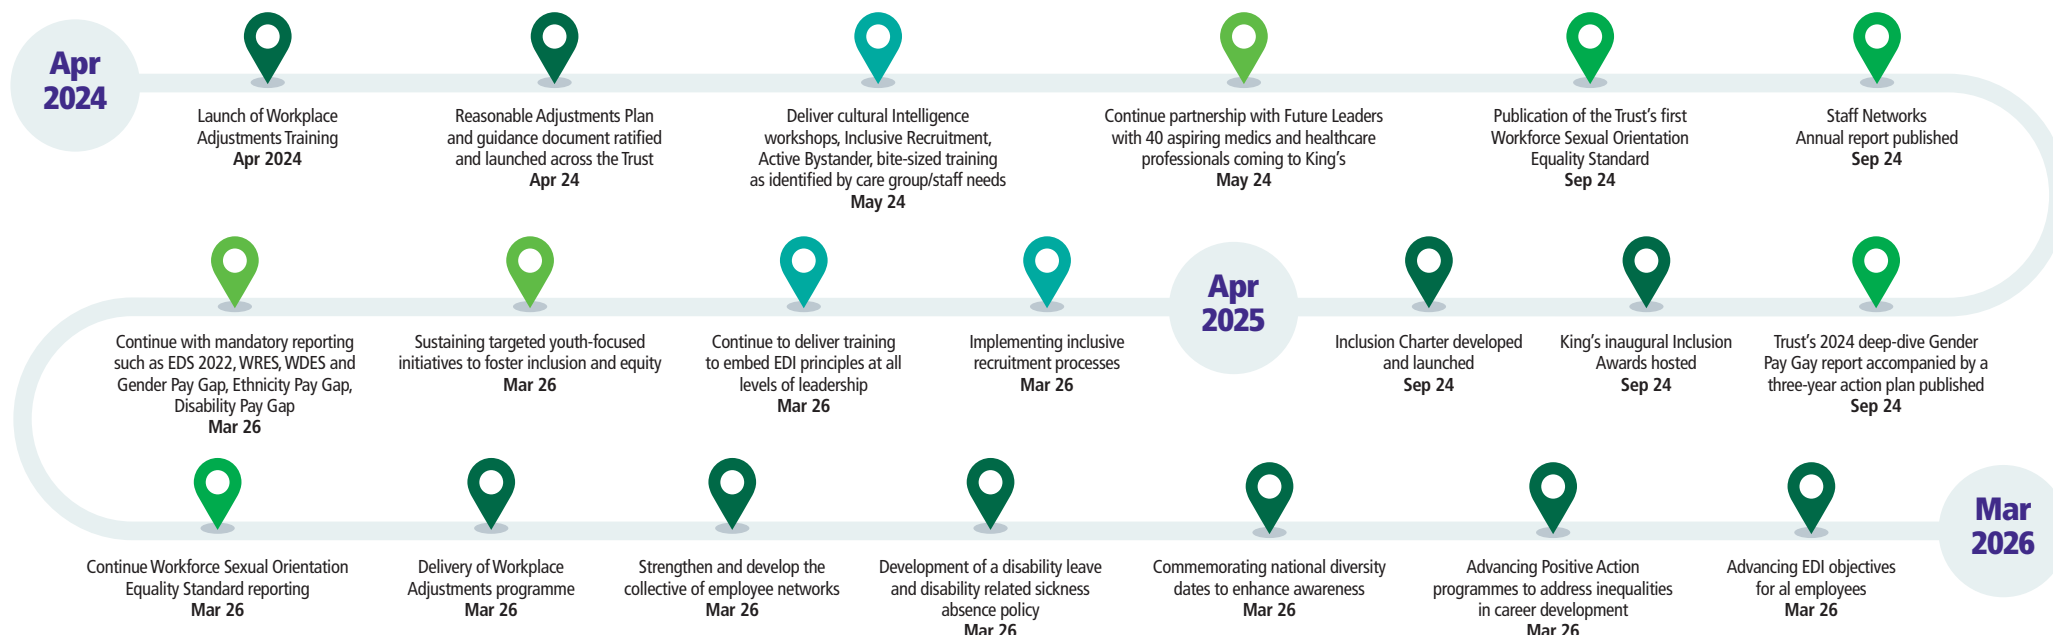 Apr
2024
Launch of Workplace
Adjustments Training
Apr 2024
Reasonable Adjustments Plan
and guidance document ratified
and launched across the Trust
Apr 24
Deliver cultural Intelligence
workshops, Inclusive Recruitment,
Active Bystander, bite-sized training
as identified by care group/staff needs
May 24
Continue partnership with Future Leaders
with 40 aspiring medics and healthcare
professionals coming to King's
May 24
Publication of the Trust's first
Workforce Sexual Orientation
Equality Standard
Sep 24
Staff Networks
Annual report published
Sep 24
Continue with mandatory reporting
such as EDS 2022, WRES, WDES and
Gender Pay Gap, Ethnicity Pay Gap,
Disability Pay Gap
Mar 26
Sustaining targeted youth-focused
initiatives to foster inclusion and equity
Mar 26
Continue to deliver training
to embed EDI principles at all
levels of leadership
Mar 26
Implementing inclusive
recruitment processes
Mar 26
Apr
2025
Inclusion Charter developed
and launched
Sep 24
King's inaugural Inclusion
Awards hosted
Sep 24
Trust's 2024 deep-dive Gender
Pay Gay report accompanied by a
three-year action plan published
Sep 24
Continue Workforce Sexual Orientation
Equality Standard reporting
Mar 26
Delivery of Workplace
Adjustments programme
Mar 26
Strengthen and develop the
collective of employee networks
Mar 26
Development of a disability leave
and disability related sickness
absence policy
Mar 26
Commemorating national diversity
dates to enhance awareness
Mar 26
Advancing Positive Action
programmes to address inequalities
in career development
Mar 26
Advancing EDI objectives
for al employees
Mar 26
Mar
2026